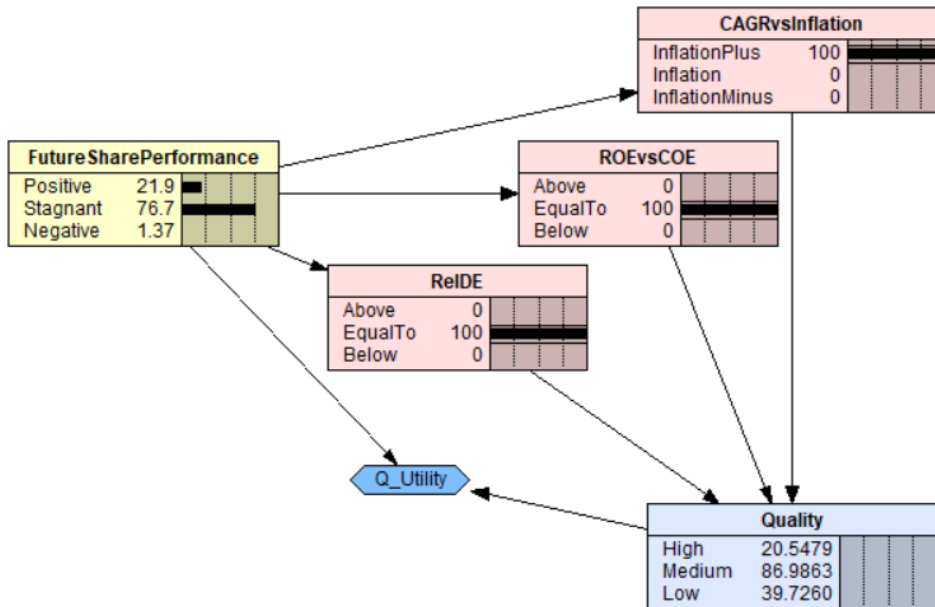 CAGRvsInflation
InflationPlus 100
Inflation 0
InflationMinus 0
FutureSharePerformance
Positive 21.9
Stagnant 76.7
Negative 1.37
ROEvsCOE
Above 0
EqualTo 100
Below 0
RelDE
Above 0
EqualTo 100
Below 0
Q_Utility
Quality
High 20.5479
Medium 86.9863
Low 39.7260